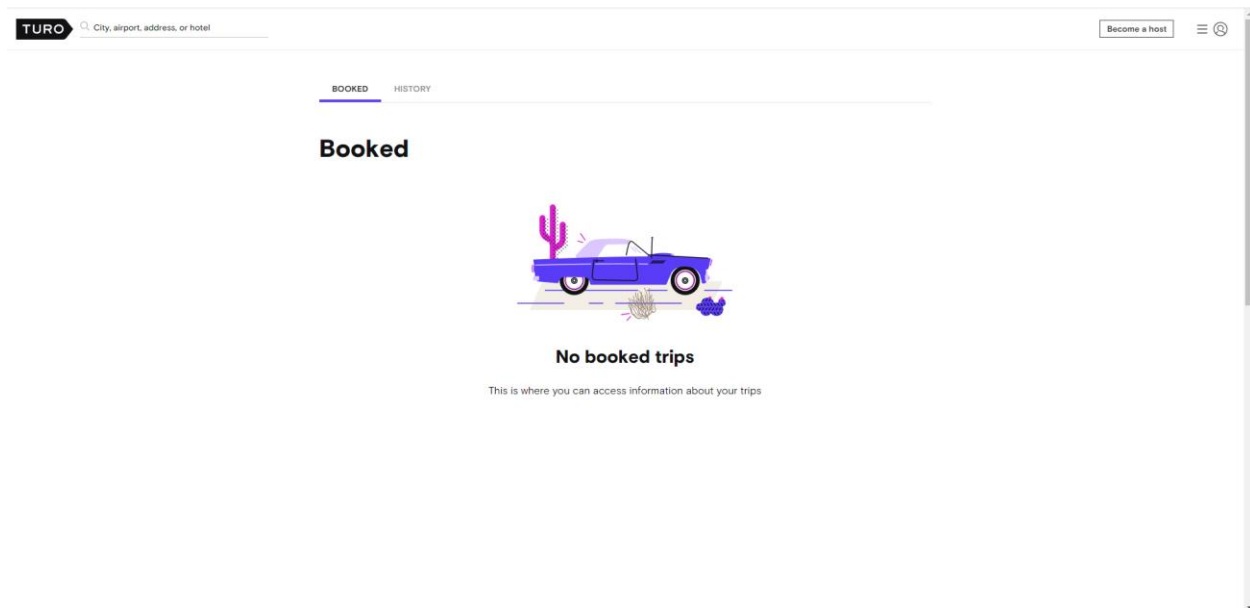 TURO
City, airport, address, or hotel
Become a host
BOOKED HISTORY
Booked
No booked trips
This is where you can access information about your trips